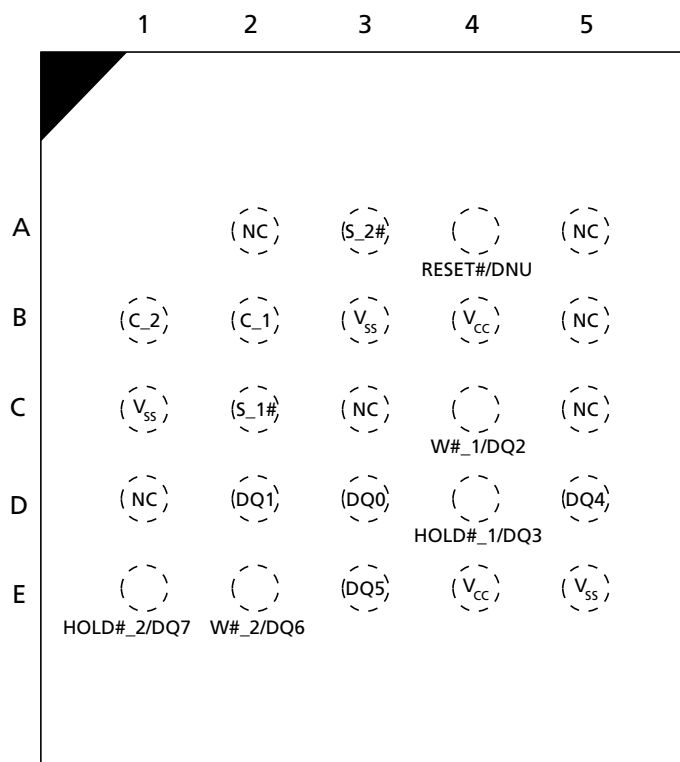 1 2 3 4 5
A NC S_2# NC
RESET#/DNU
B C_2 C_1 VSS VCC NC
C VSS S_1# NC NC
W#_1/DQ2
D NC DQ1 DQ0 DQ4
HOLD#_1/DQ3
E DQ5 VCC VSS
HOLD#_2/DQ7 W#_2/DQ6